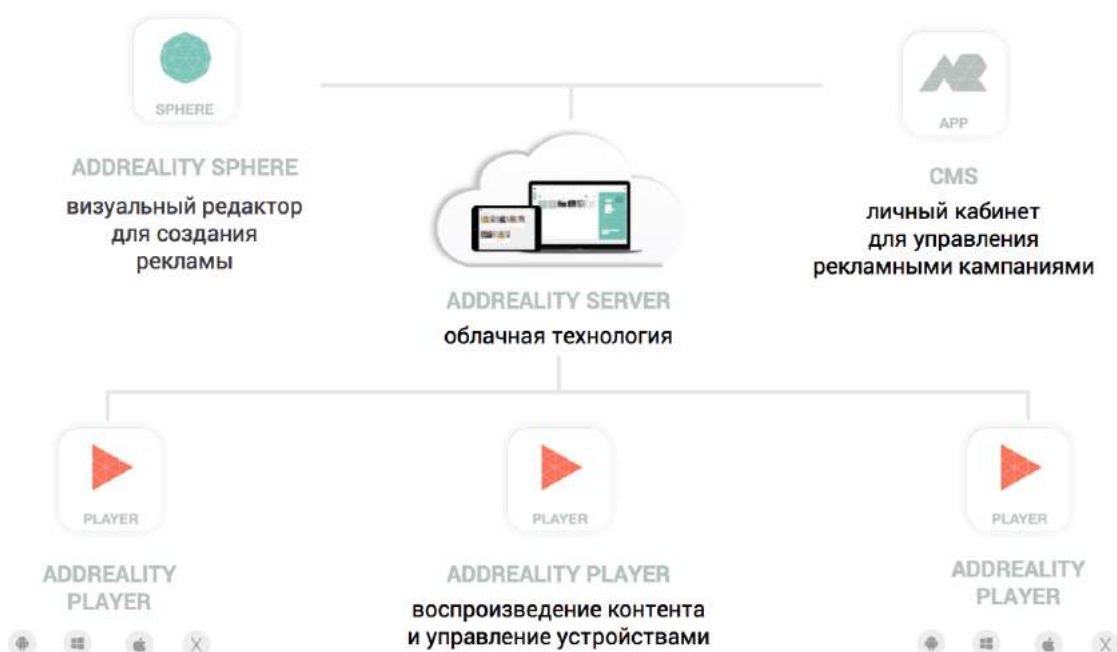 SPHERE
ADDREALITY SPHERE
визуальный редактор
для создания
рекламы
APP
CMS
личный кабинет
для управления
рекламными кампаниями
ADDREALITY SERVER
облачная технология
PLAYER
ADDREALITY
PLAYER
PLAYER
ADDREALITY PLAYER
воспроизведение контента
и управление устройствами
PLAYER
ADDREALITY
PLAYER